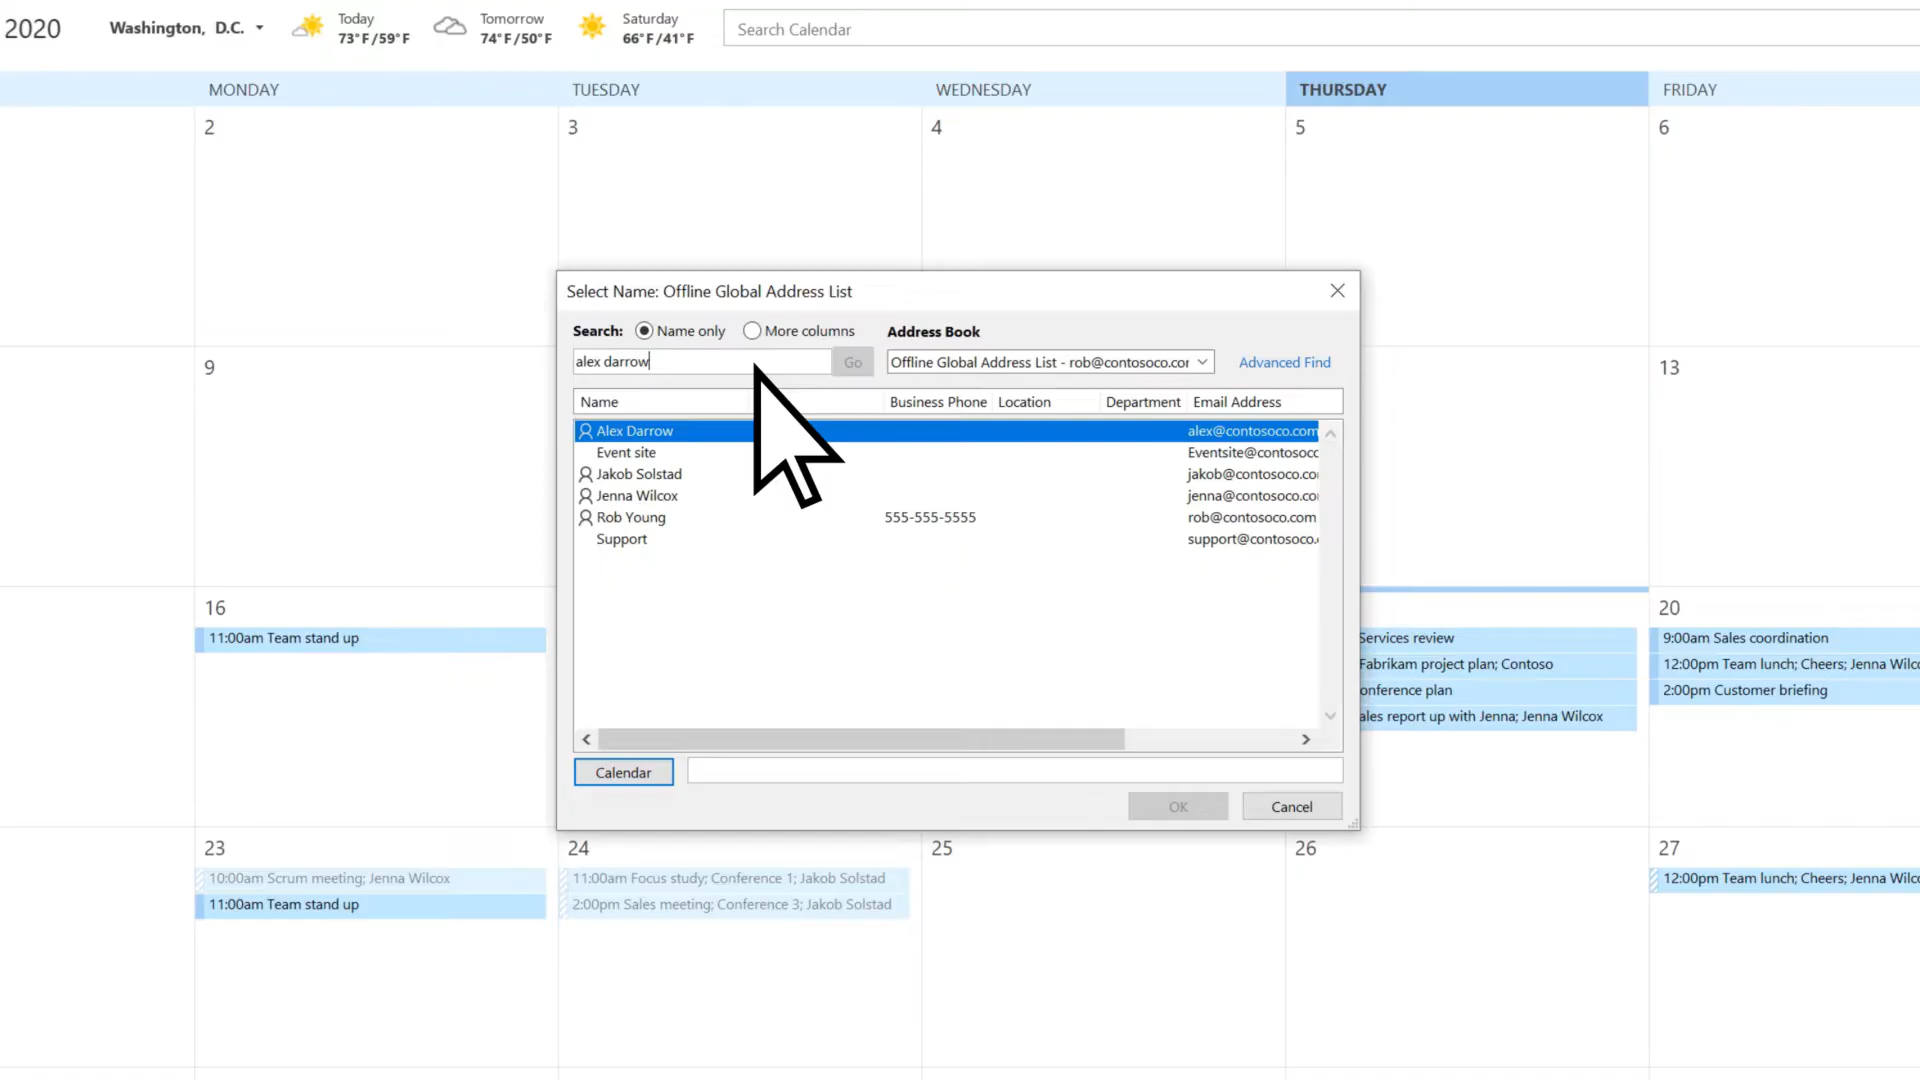 2020
Washington, D.C.
Today
73°F/59°F
Tomorrow
74°F/50°F
Saturday
66°F/41°F
Search Calendar
MONDAY
TUESDAY
WEDNESDAY
THURSDAY
FRIDAY
2
3
4
5
6
Select Name: Offline Global Address List
Search:
Name only
More columns
Address Book
alex darrow
Go
Offline Global Address List - rob@contosoco.cor
Advanced Find
Name
Business Phone
Location
Department
Email Address
Alex Darrow alex@contosoco.com
Event site Eventsite@contosocc
Jakob Solstad jakob@contosoco.co
Jenna Wilcox jenna@contosoco.co
Rob Young 555-555-5555 rob@contosoco.com
Support support@contosoco.
Calendar
OK
Cancel
9
13
16
11:00am Team stand up
Services review
Fabrikam project plan; Contoso
onference plan
ales report up with Jenna; Jenna Wilcox
20
9:00am Sales coordination
12:00pm Team lunch; Cheers; Jenna Wilc
2:00pm Customer briefing
23
10:00am Scrum meeting; Jenna Wilcox
11:00am Team stand up
24
11:00am Focus study; Conference 1; Jakob Solstad
2:00pm Sales meeting; Conference 3; Jakob Solstad
25
26
27
12:00pm Team lunch; Cheers; Jenna Wilc